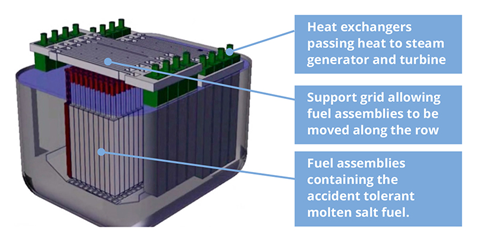 Heat exchangers
passing heat to steam
generator and turbine
Support grid allowing
fuel assemblies to be
moved along the row
Fuel assemblies
containing the
accident tolerant
molten salt fuel.